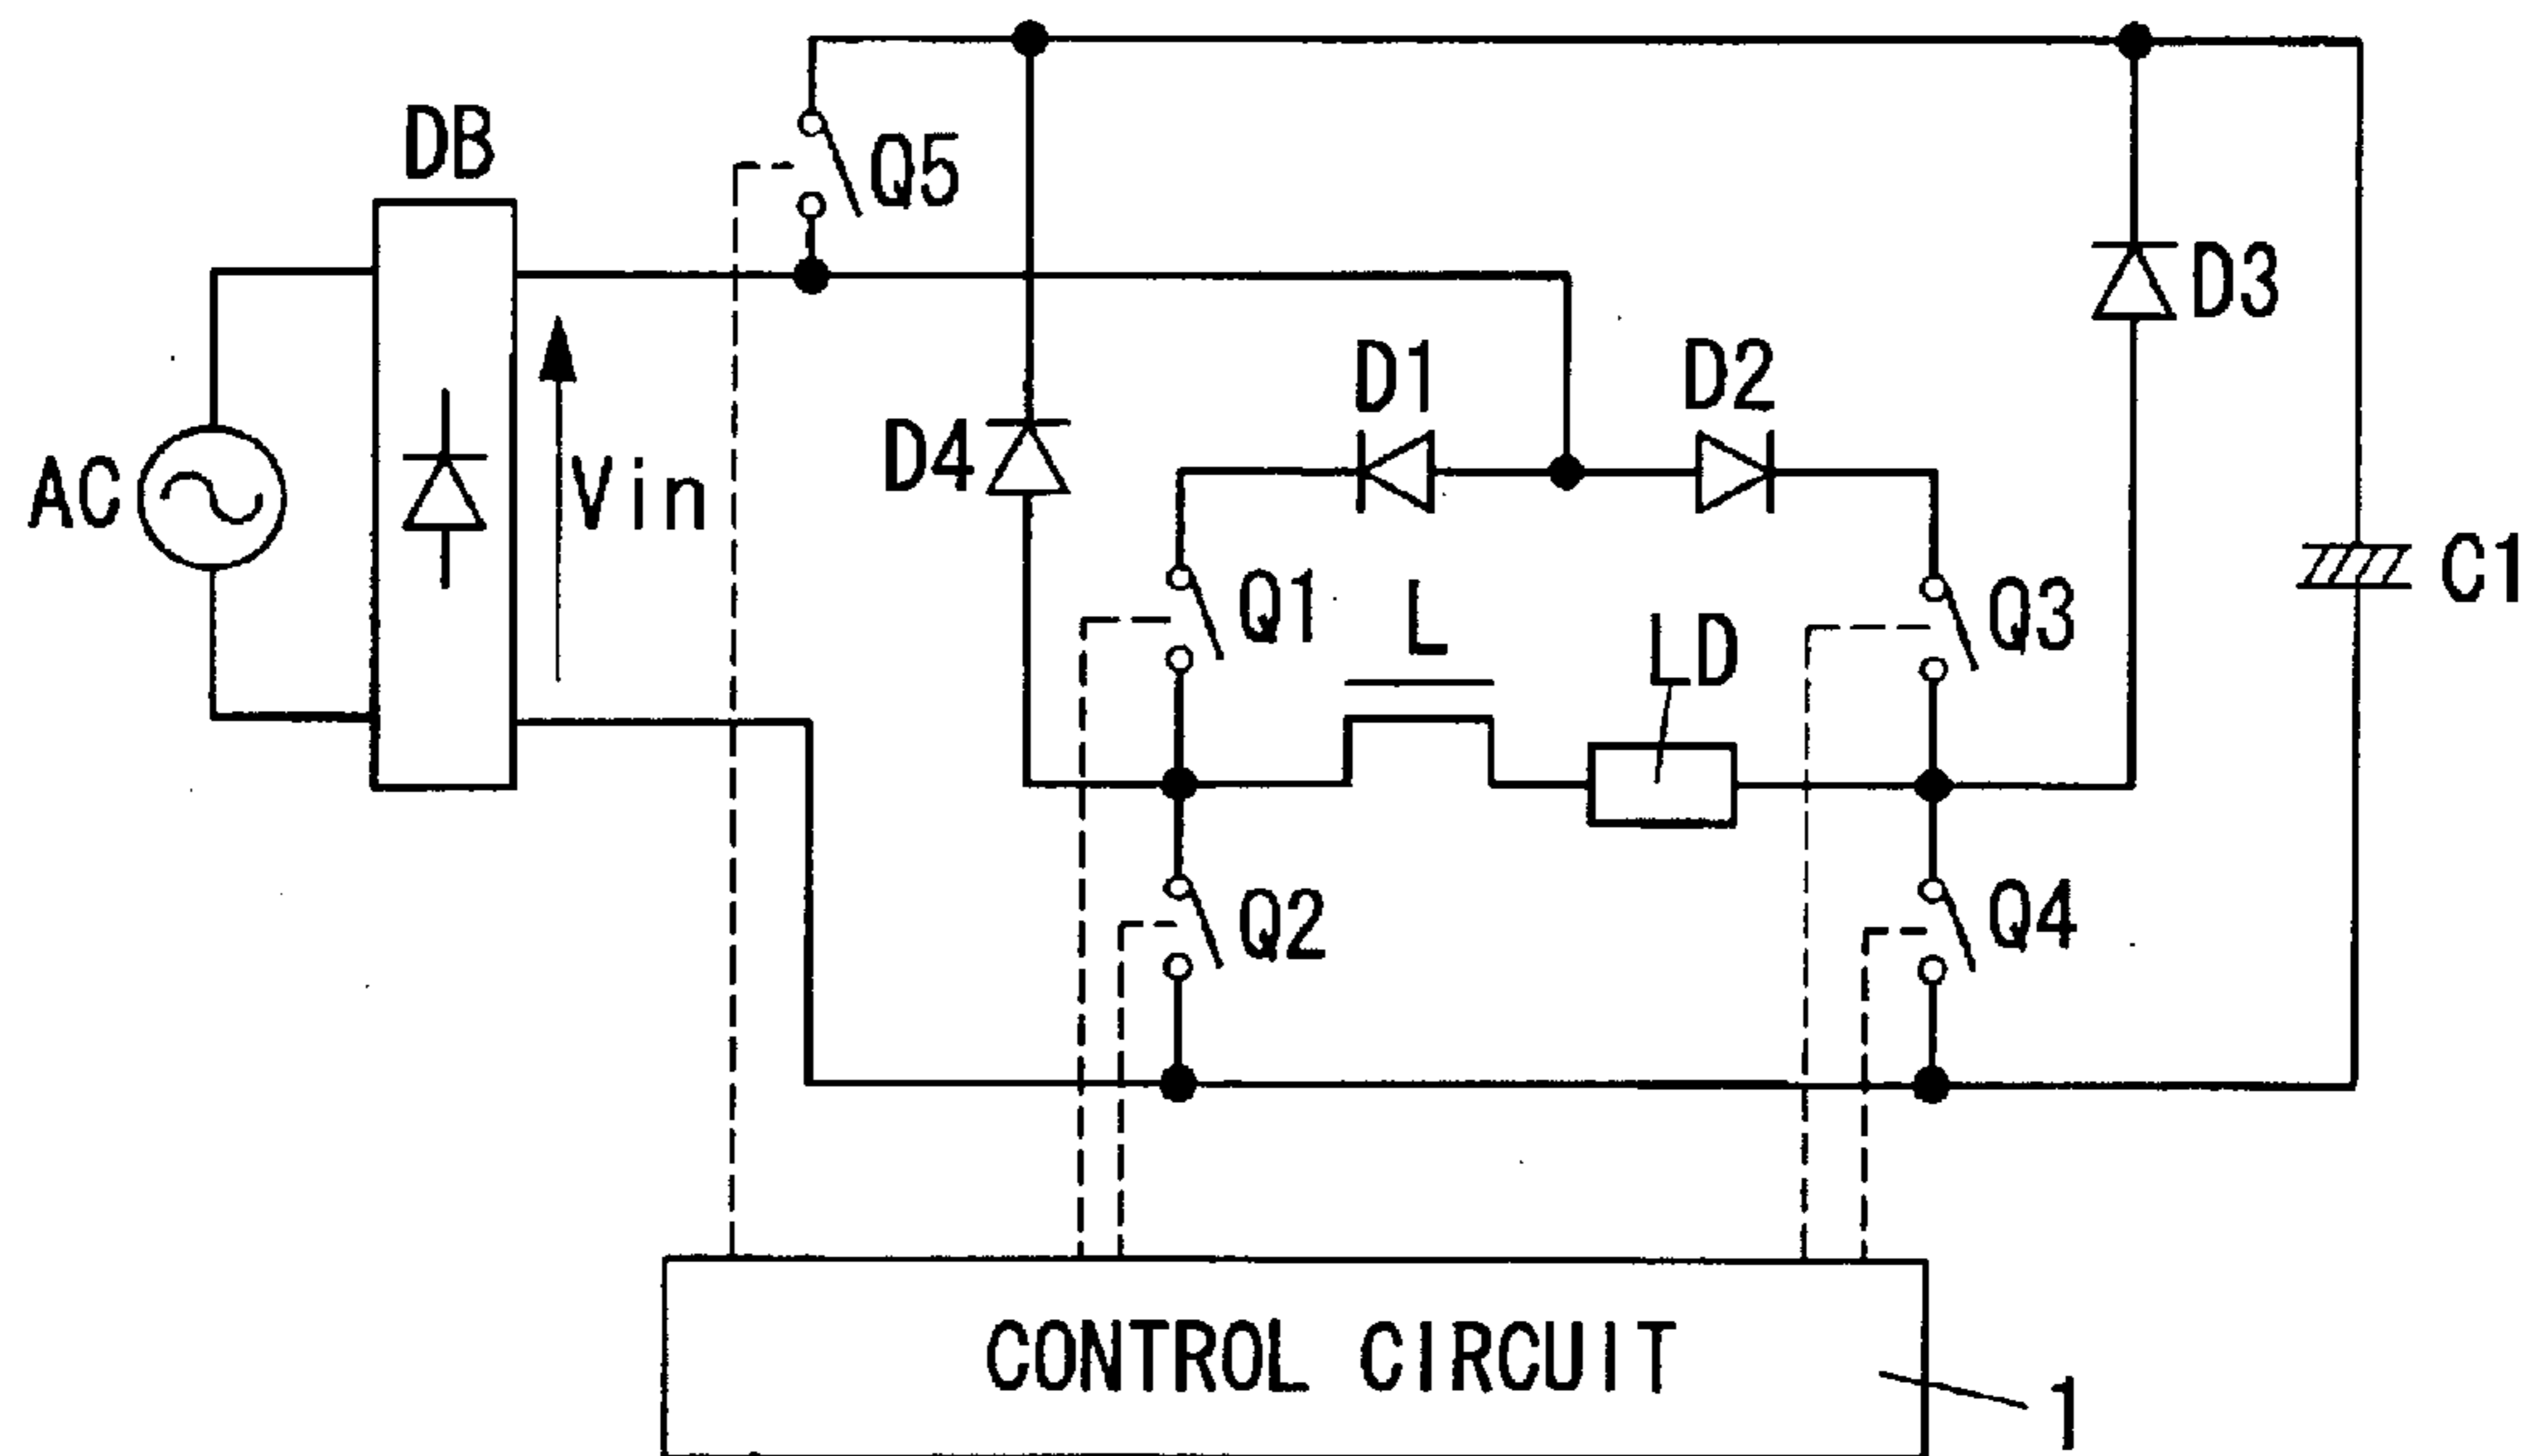 DB
Q5
D3
D1
D2
D4
AC
Vin
C1
Q1
L
LD
Q3
Q2
Q4
CONTROL CIRCUIT
1